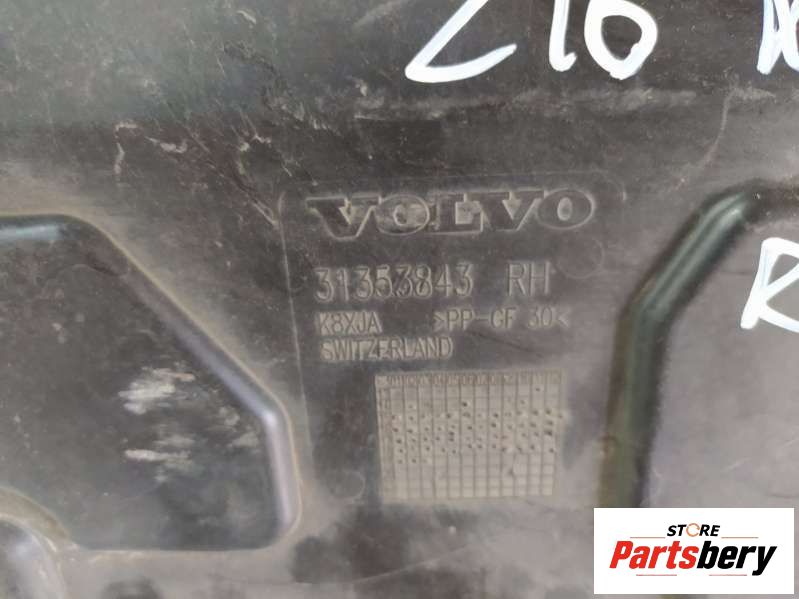 Z16
VOLVO
31353843 RH
K8XJA >PP-GF 30<
SWITZERLAND
R
STORE
Partsbery